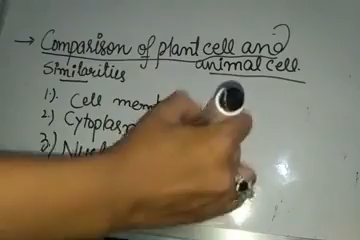 → Comparison of plant cell and
Similarities animal cell.
1.). Cell mem
2.) Cytoplas
3.) Nu